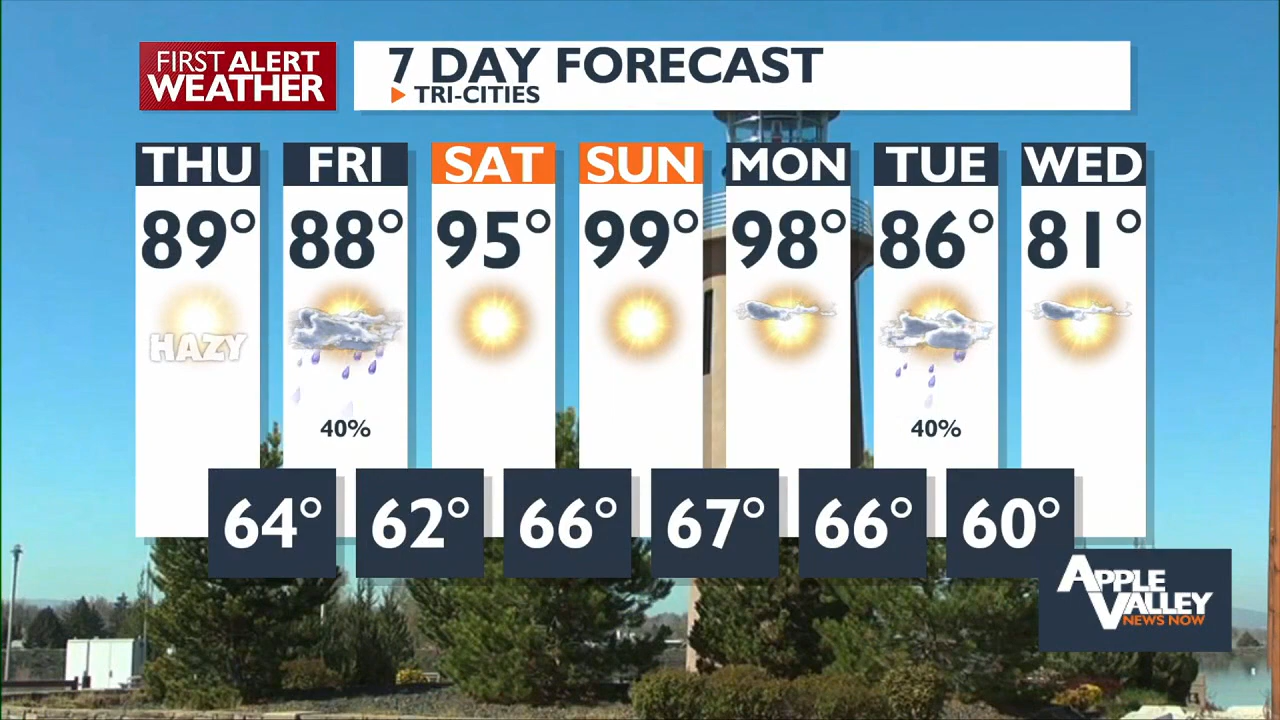 FIRST ALERT
WEATHER
7 DAY FORECAST
TRI-CITIES
THU FRI SAT SUN MON TUE WED
89° 88° 95° 99° 98° 86° 81°
HAZY
40% 40%
64° 62° 66° 67° 66° 60°
APPLE
VALLEY
NEWS NOW